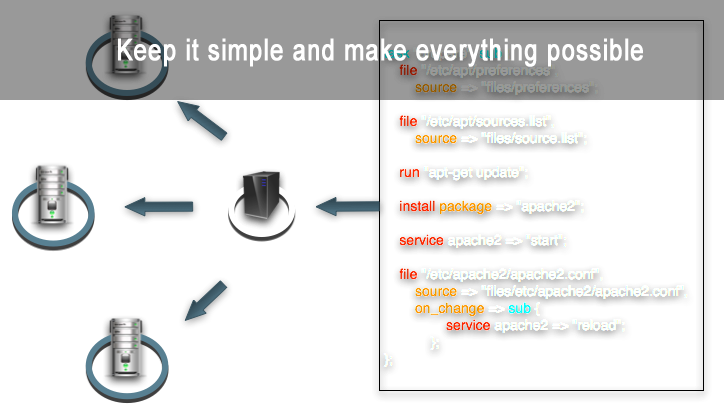 Keep it simple and make everything possible
file "/etc/apt/preferences"
source => "files/preferences";
file "/etc/apt/sources.list"
source => "files/source.list";
run "apt-get update";
install package => "apache2";
service apache2 => "start";
file "/etc/apache2/apache2.conf"
source => "files/etc/apache2/apache2.conf",
on_change => sub {
service apache2 => "reload";
};
};